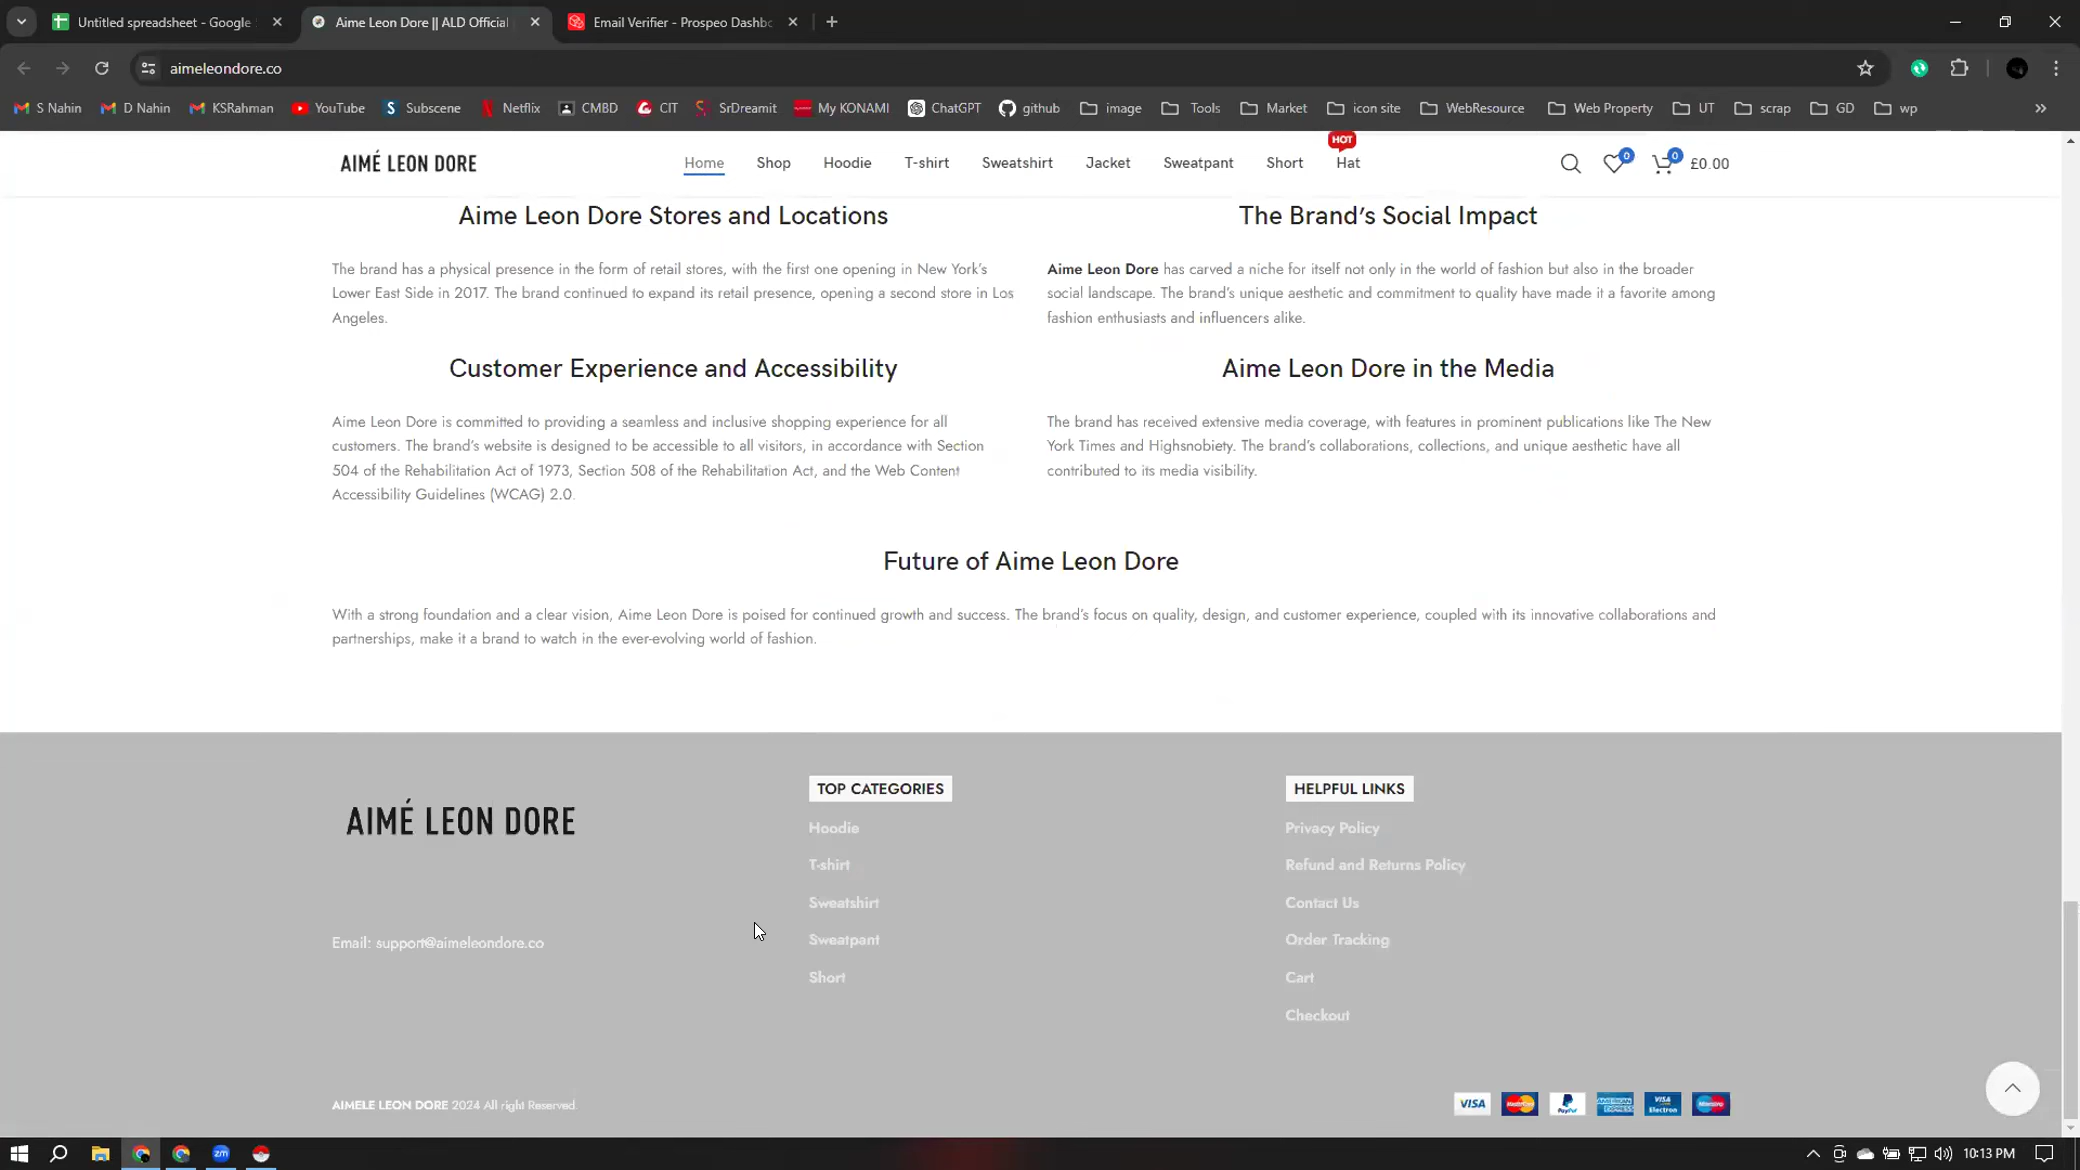 Untitled spreadsheet - Google
Aime Leon Dore || ALD Official
Email Verifier - Prospeo Dashbo
aimeleondore.co
S Nahin
D Nahin
KSRahman
YouTube
Subscene
Netflix
CMBD
CIT
SrDreamit
My KONAMI
ChatGPT
github
image
Tools
Market
icon site
WebResource
Web Property
UT
scrap
GD
wp
AIMÉ LEON DORE
Home
Shop
Hoodie
T-shirt
Sweatshirt
Jacket
Sweatpant
Short
HOT
Hat
0
0
£0.00
Aime Leon Dore Stores and Locations
The brand has a physical presence in the form of retail stores, with the first one opening in New York's
Lower East Side in 2017. The brand continued to expand its retail presence, opening a second store in Los
Angeles.
The Brand's Social Impact
Aime Leon Dore has carved a niche for itself not only in the world of fashion but also in the broader
social landscape. The brand's unique aesthetic and commitment to quality have made it a favorite among
fashion enthusiasts and influencers alike.
Customer Experience and Accessibility
Aime Leon Dore is committed to providing a seamless and inclusive shopping experience for all
customers. The brand's website is designed to be accessible to all visitors, in accordance with Section
504 of the Rehabilitation Act of 1973, Section 508 of the Rehabilitation Act, and the Web Content
Accessibility Guidelines (WCAG) 2.0.
Aime Leon Dore in the Media
The brand has received extensive media coverage, with features in prominent publications like The New
York Times and Highsnobiety. The brand's collaborations, collections, and unique aesthetic have all
contributed to its media visibility.
Future of Aime Leon Dore
With a strong foundation and a clear vision, Aime Leon Dore is poised for continued growth and success. The brand's focus on quality, design, and customer experience, coupled with its innovative collaborations and
partnerships, make it a brand to watch in the ever-evolving world of fashion.
AIMÉ LEON DORE
Email: support@aimeleondore.co
TOP CATEGORIES
Hoodie
T-shirt
Sweatshirt
Sweatpant
Short
HELPFUL LINKS
Privacy Policy
Refund and Returns Policy
Contact Us
Order Tracking
Cart
Checkout
AIMELE LEON DORE 2024 All right Reserved.
VISA
MasterCard
PayPal
AMERICAN EXPRESS
VISA Electron
Maestro
zm
10:13 PM